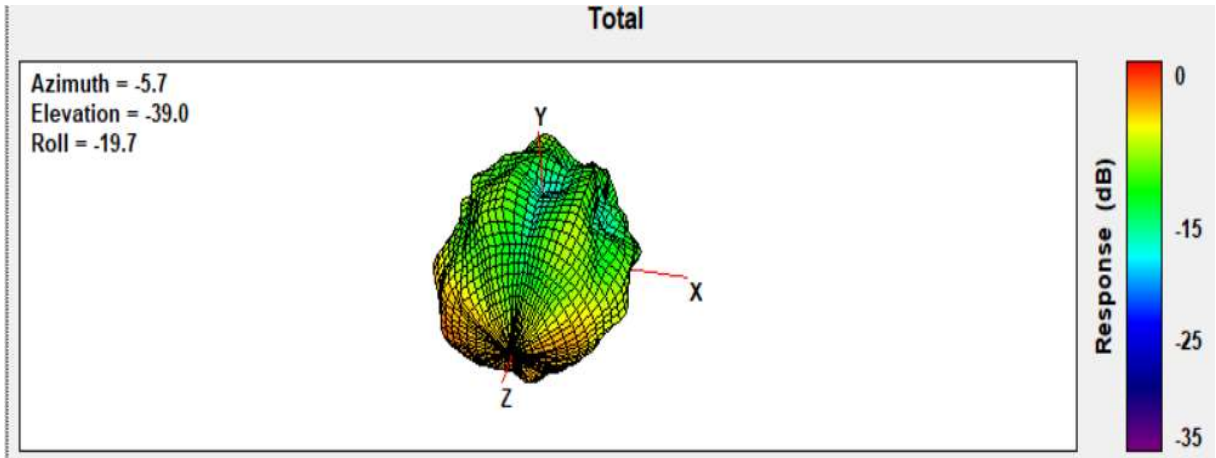 Total
Azimuth = -5.7
Elevation = -39.0
Roll = -19.7
Y
X
Z
0
-15
-25
-35
Response (dB)